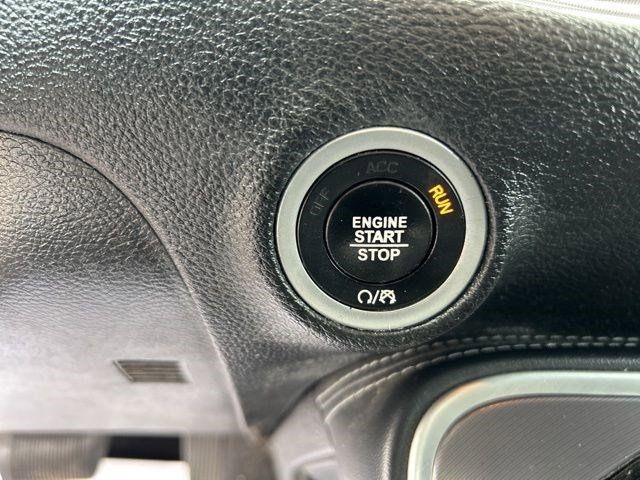 OFF ACC RUN
ENGINE
START
STOP